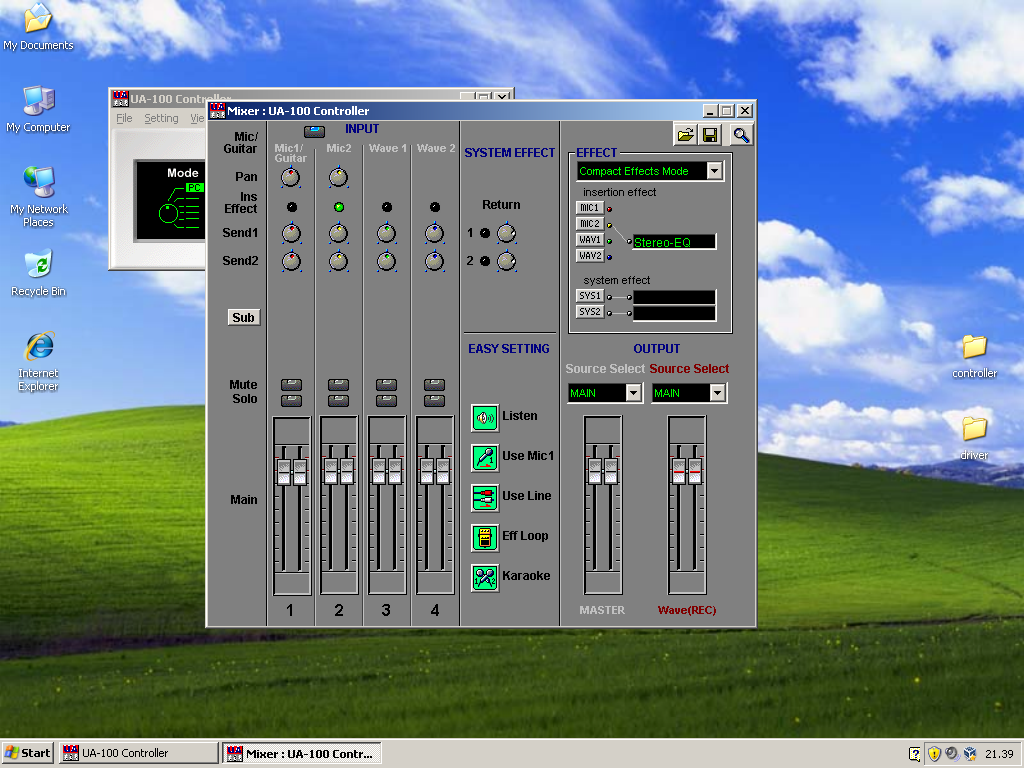 My Documents
My Computer
My Network
Places
Recycle Bin
Internet
Explorer
controller
driver
UA-100 Controller
File Setting
Mode
PC
Mixer : UA-100 Controller
Mic/
Guitar
Pan
Ins
Effect
Send1
Send2
Sub
Mute
Solo
Main
INPUT
Mic1/
Guitar
Mic2
Wave 1
Wave 2
1
2
3
4
SYSTEM EFFECT
Return
1
2
EASY SETTING
Listen
Use Mic1
Use Line
Eff Loop
Karaoke
EFFECT
Compact Effects Mode
insertion effect
MIC1
MIC2
WAV1
WAV2
Stereo-EQ
system effect
SYS1
SYS2
OUTPUT
Source Select Source Select
MAIN MAIN
MASTER Wave(REC)
Start
UA-100 Controller
Mixer : UA-100 Contr...
21.39